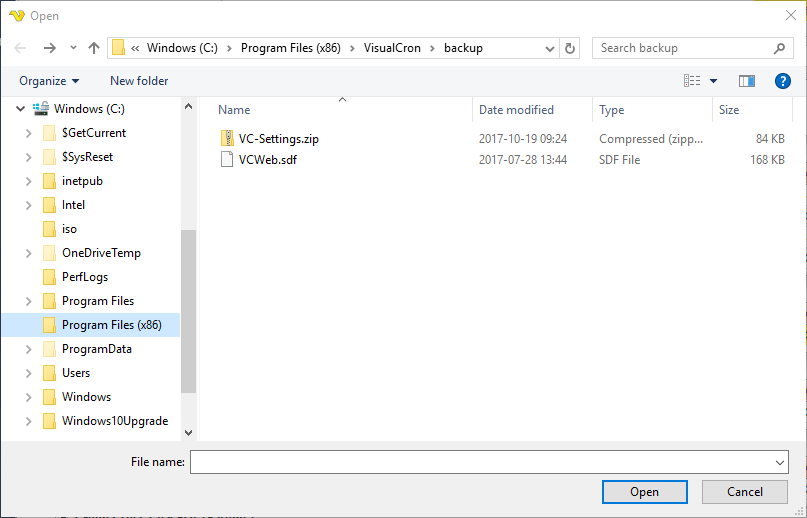 Open
« Windows (C:) › Program Files (x86) › VisualCron › backup
Search backup
Organize
New folder
?
Windows (C:)
$GetCurrent
$SysReset
inetpub
Intel
iso
OneDriveTemp
PerfLogs
Program Files
Program Files (x86)
ProgramData
Users
Windows
Windows10Upgrade
Name Date modified Type Size
VC-Settings.zip 2017-10-19 09:24 Compressed (zipp... 84 KB
VCWeb.sdf 2017-07-28 13:44 SDF File 168 KB
File name:
Open Cancel